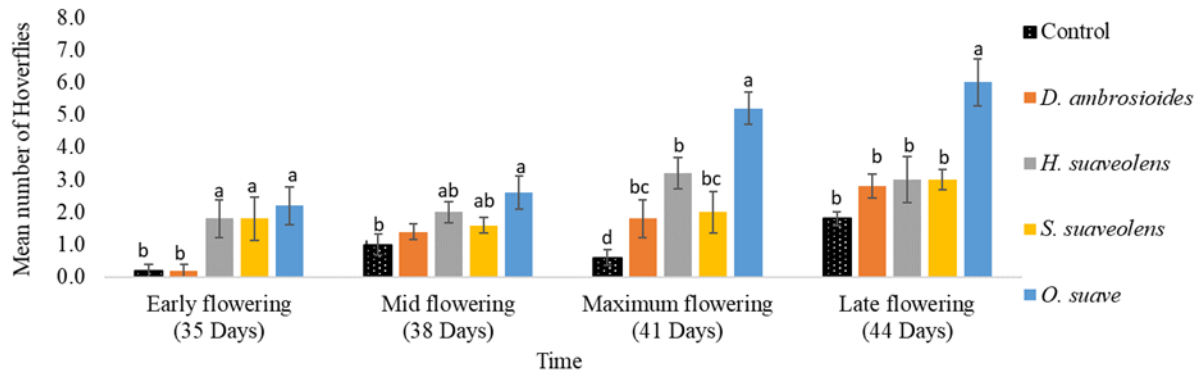 Mean number of Hoverflies
8.0
7.0
6.0
5.0
4.0
3.0
2.0
1.0
0.0
b
b
a
a
a
b
ab
ab
a
d
bc
b
bc
a
b
b
b
b
a
Early flowering
(35 Days)
Mid flowering
(38 Days)
Maximum flowering
(41 Days)
Late flowering
(44 Days)
Time
Control
D. ambrosioides
H. suaveolens
S. suaveolens
O. suave